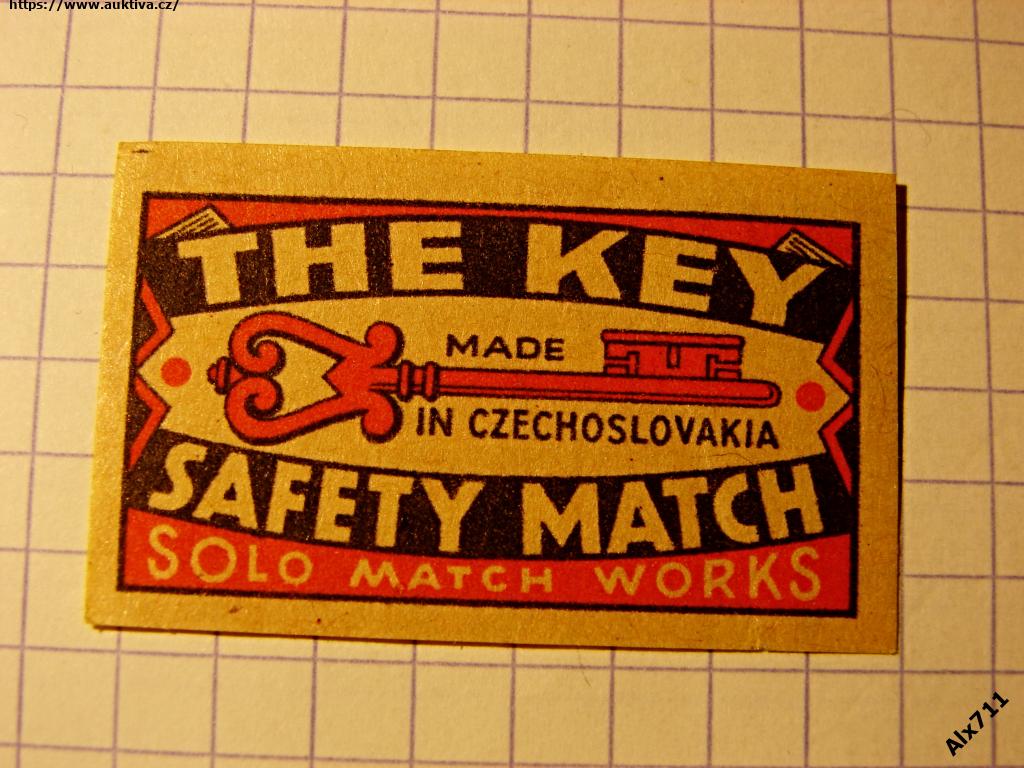 https://www.auktiva.cz/
THE KEY
MADE
IN CZECHOSLOVAKIA
SAFETY MATCH
SOLO MATCH WORKS
Alx711